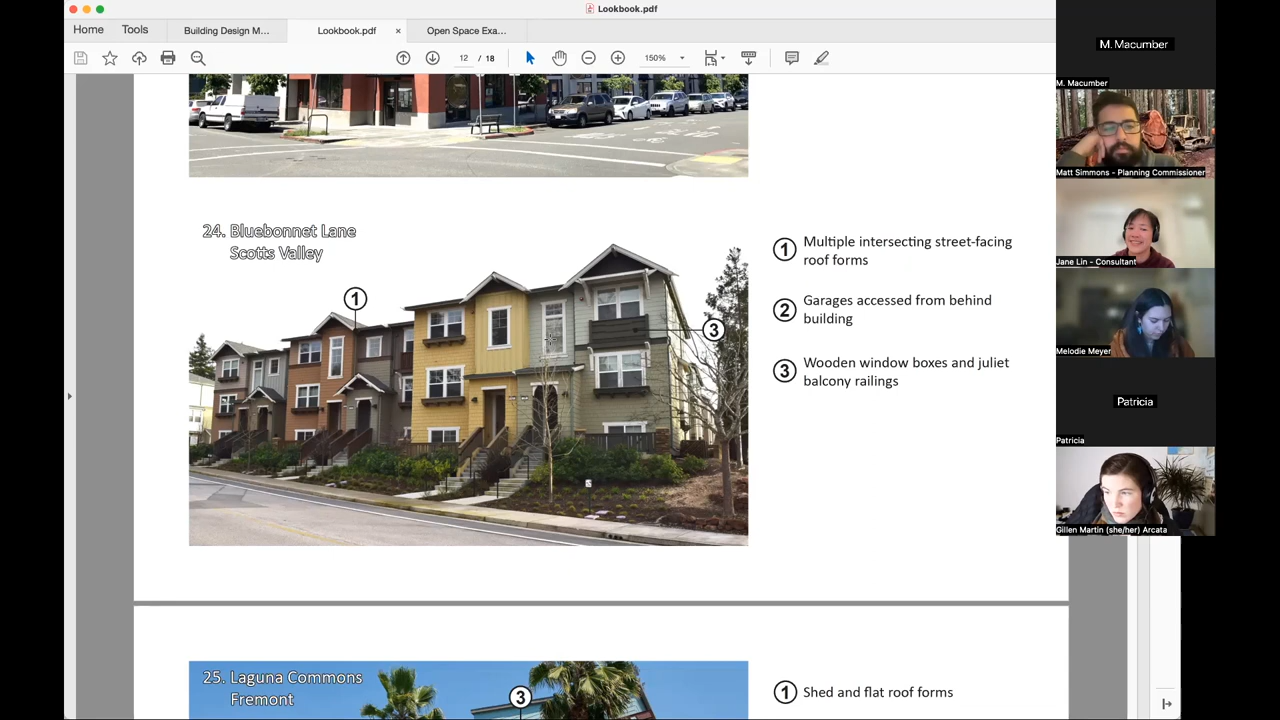 Lookbook.pdf
Home
Tools
Building Design M...
Lookbook.pdf
×
Open Space Exa...
12 / 18
150%
24. Bluebonnet Lane
Scotts Valley
1
3
1 Multiple intersecting street-facing
roof forms
2 Garages accessed from behind
building
3 Wooden window boxes and juliet
balcony railings
25. Laguna Commons
Fremont
3
1 Shed and flat roof forms
M. Macumber
M. Macumber
Matt Simmons - Planning Commissioner
Jane Lin - Consultant
Melodie Meyer
Patricia
Patricia
Gillen Martin (she/her) Arcata